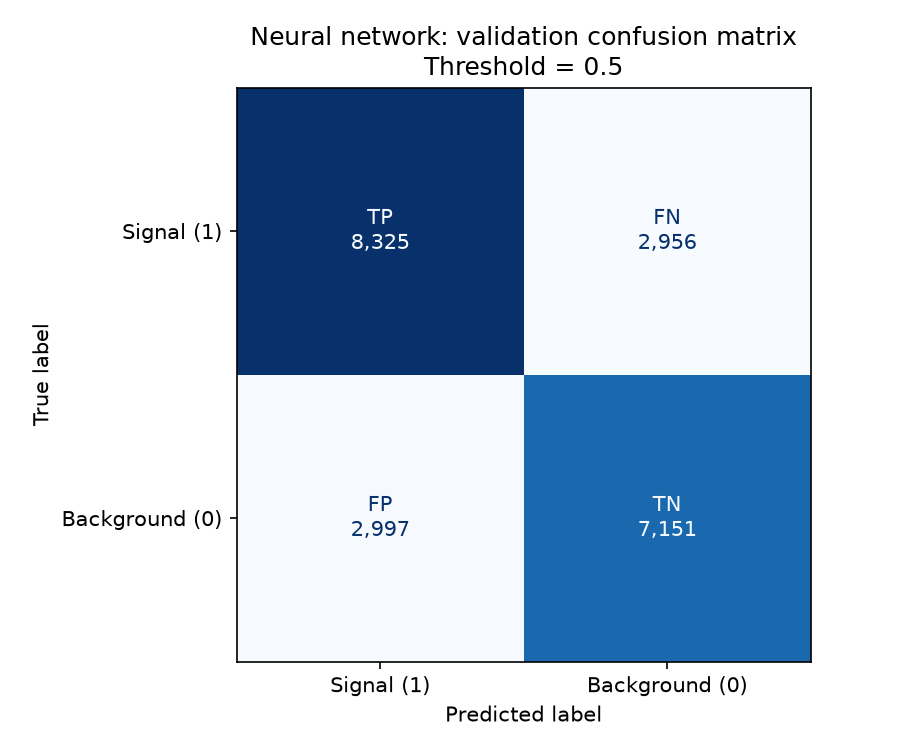 Neural network: validation confusion matrix
Threshold = 0.5
True label
Signal (1)
TP
8,325
FN
2,956
Background (0)
FP
2,997
TN
7,151
Signal (1)
Background (0)
Predicted label